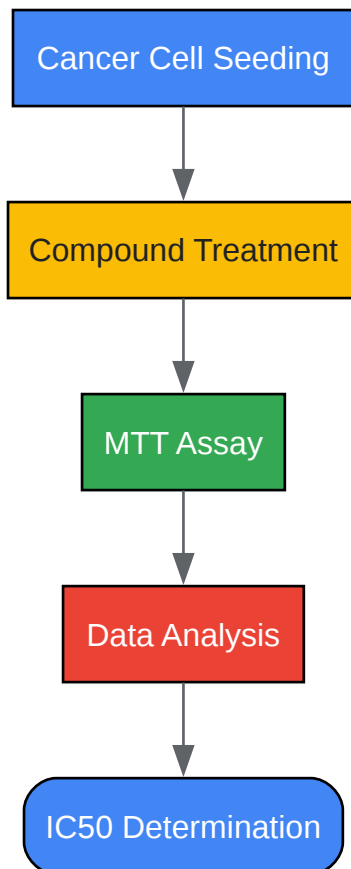 Cancer Cell Seeding
Compound Treatment
MTT Assay
Data Analysis
IC50 Determination